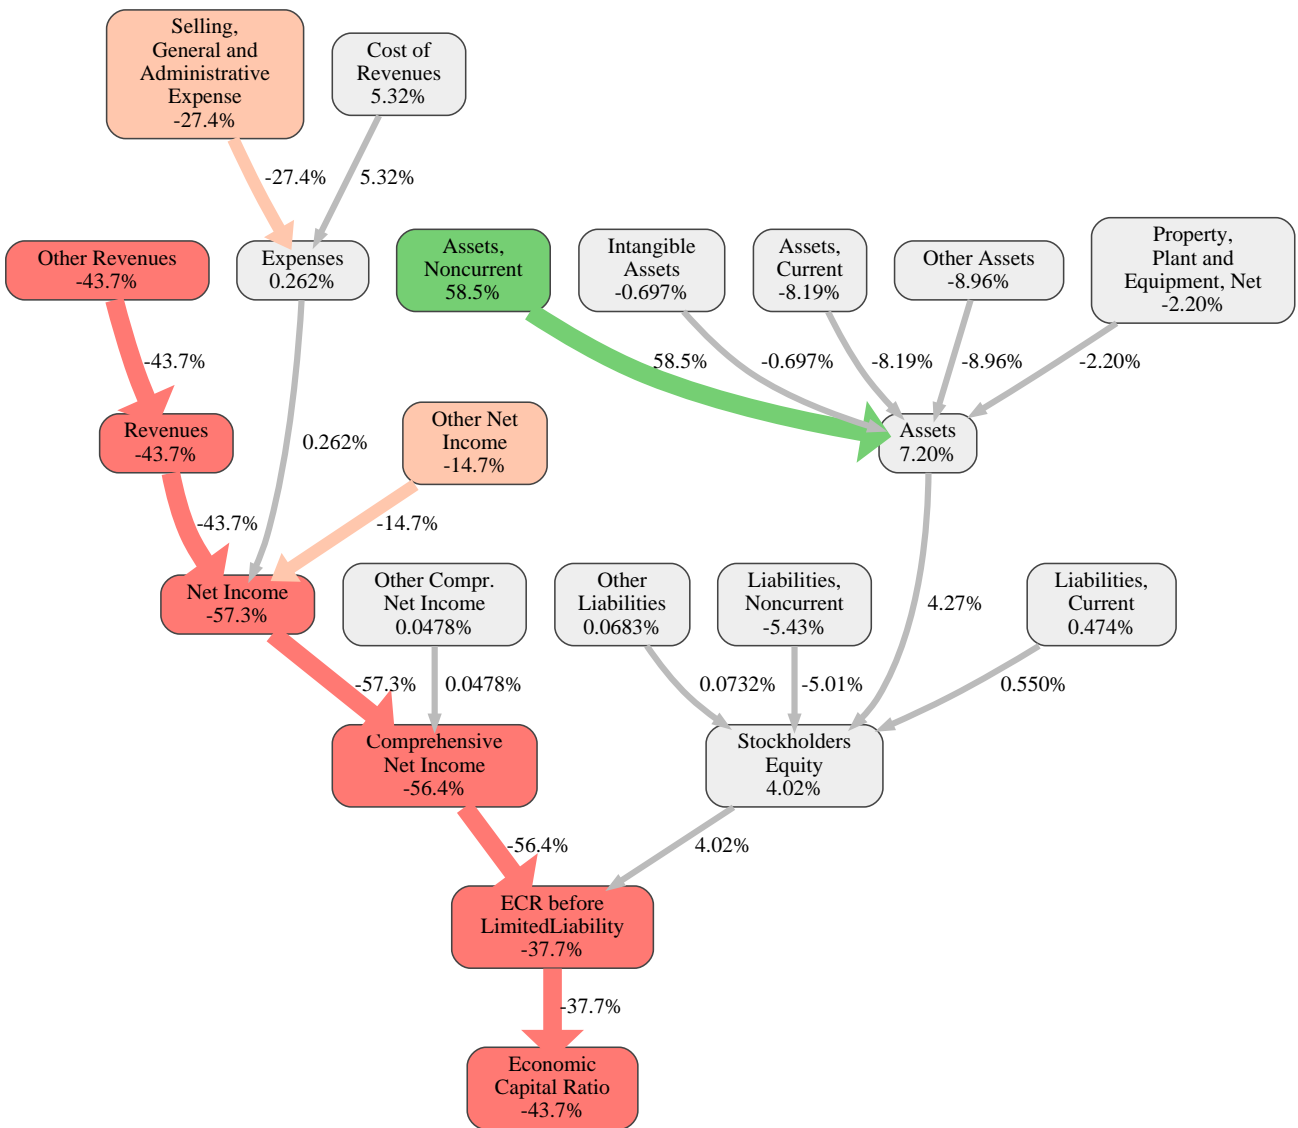 Selling,
General and
Administrative
Expense
-27.4%
Cost of
Revenues
5.32%
-27.4%
5.32%
Other Revenues
-43.7%
Expenses
0.262%
Assets,
Noncurrent
58.5%
Intangible
Assets
-0.697%
Assets,
Current
-8.19%
Other Assets
-8.96%
Property,
Plant and
Equipment, Net
-2.20%
-43.7%
58.5%
-0.697%
-8.19%
-8.96%
-2.20%
Revenues
-43.7%
0.262%
Other Net
Income
-14.7%
Assets
7.20%
-43.7%
-14.7%
Net Income
-57.3%
Other Compr.
Net Income
0.0478%
Other
Liabilities
0.0683%
Liabilities,
Noncurrent
-5.43%
4.27%
Liabilities,
Current
0.474%
-57.3%
0.0478%
0.0732%
-5.01%
0.550%
Comprehensive
Net Income
-56.4%
Stockholders
Equity
4.02%
-56.4%
4.02%
ECR before
LimitedLiability
-37.7%
-37.7%
Economic
Capital Ratio
-43.7%